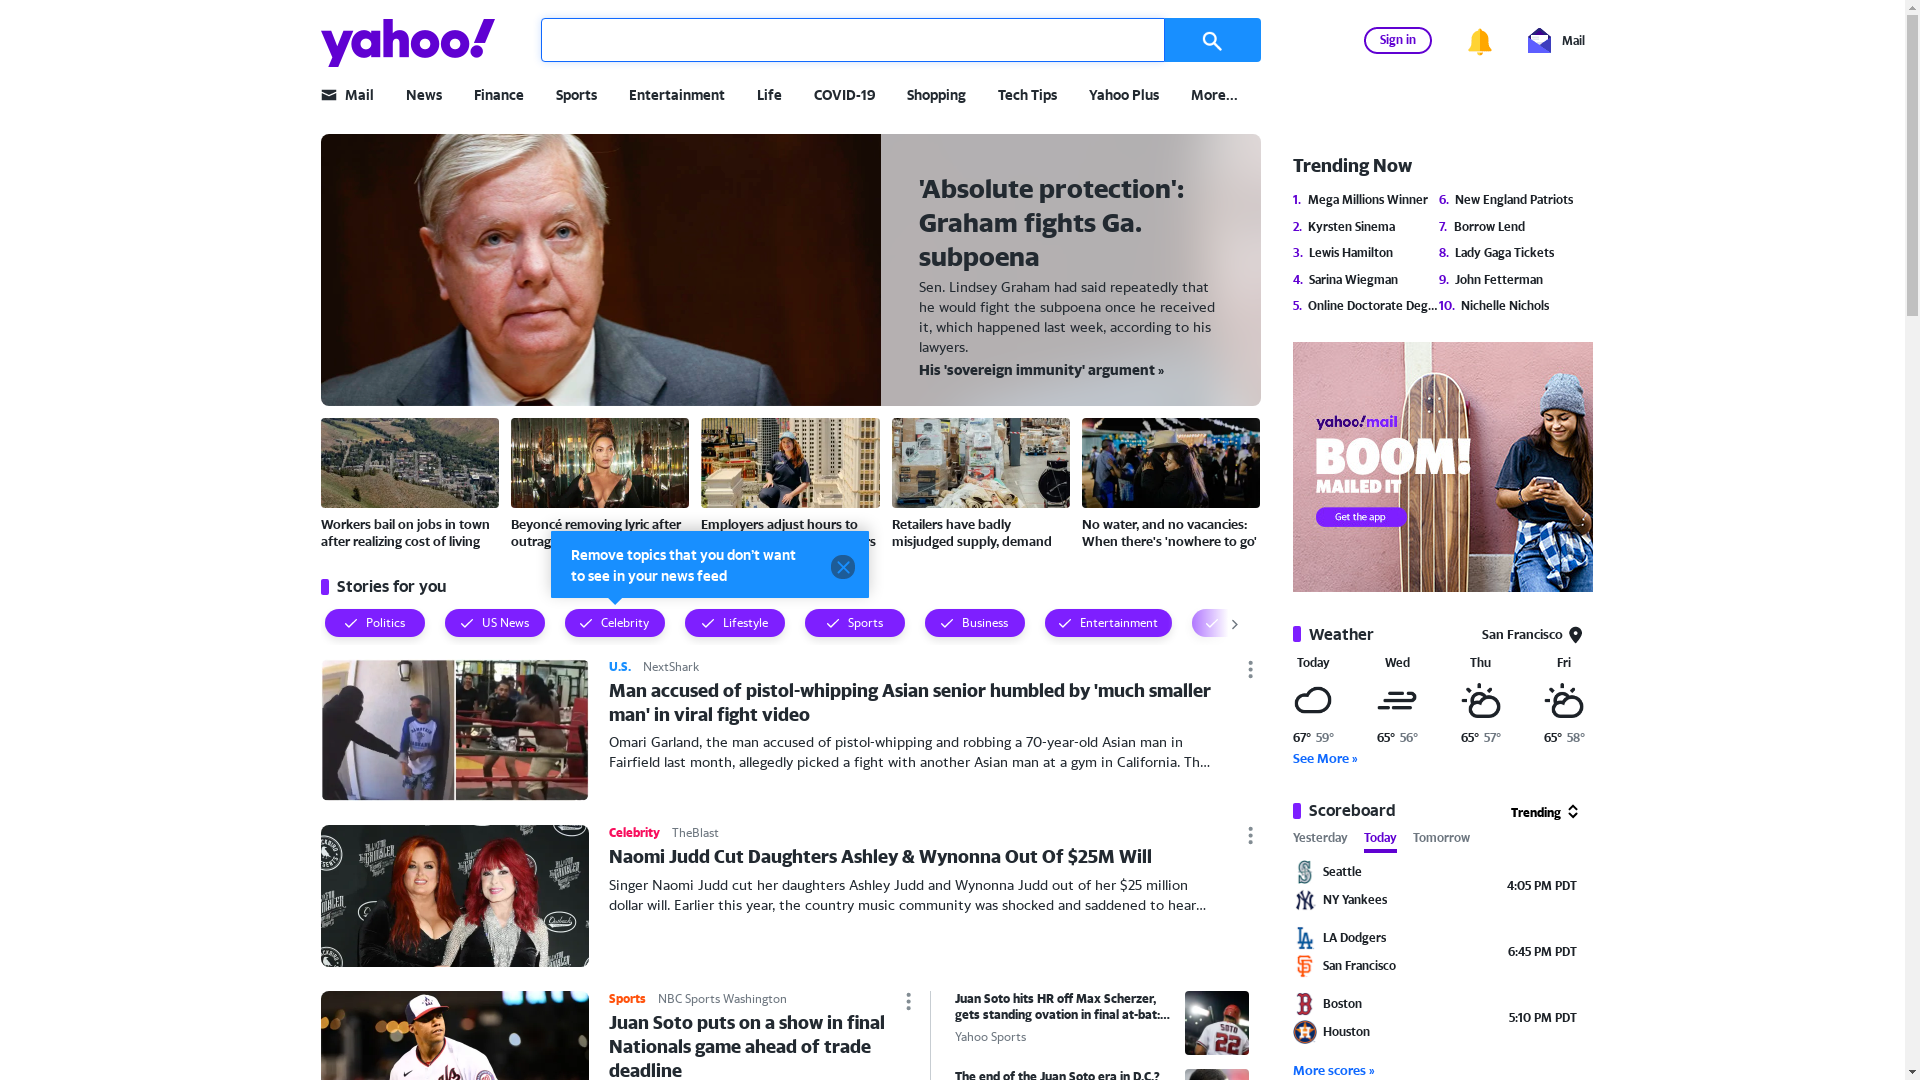 yahoo!
Sign in
Mail
Mail
News
Finance
Sports
Entertainment
Life
COVID-19
Shopping
Tech Tips
Yahoo Plus
More...
'Absolute protection':
Graham fights Ga.
subpoena
Sen. Lindsey Graham had said repeatedly that
he would fight the subpoena once he received
it, which happened last week, according to his
lawyers.
His 'sovereign immunity' argument »
Workers bail on jobs in town
after realizing cost of living
Beyoncé removing lyric after
Employers adjust hours to
Retailers have badly
misjudged supply, demand
No water, and no vacancies:
When there's 'nowhere to go'
Remove topics that you don't want
to see in your news feed
Stories for you
Politics
US News
Celebrity
Lifestyle
Sports
Business
Entertainment
U.S.
NextShark
Man accused of pistol-whipping Asian senior humbled by 'much smaller
man' in viral fight video
Omari Garland, the man accused of pistol-whipping and robbing a 70-year-old Asian man in
Fairfield last month, allegedly picked a fight with another Asian man at a gym in California. Th...
Celebrity
TheBlast
Naomi Judd Cut Daughters Ashley & Wynonna Out Of $25M Will
Singer Naomi Judd cut her daughters Ashley Judd and Wynonna Judd out of her $25 million
dollar will. Earlier this year, the country music community was shocked and saddened to hear...
Sports
NBC Sports Washington
Juan Soto puts on a show in final
Nationals game ahead of trade
deadline
Juan Soto hits HR off Max Scherzer,
gets standing ovation in final at-bat:...
Yahoo Sports
The end of the Juan Soto era in D.C.?
SOTO
22
Trending Now
1. Mega Millions Winner
2. Kyrsten Sinema
3. Lewis Hamilton
4. Sarina Wiegman
5. Online Doctorate Deg...
6. New England Patriots
7. Borrow Lend
8. Lady Gaga Tickets
9. John Fetterman
10. Nichelle Nichols
yahoo!mail
BOOM!
MAILED IT
Get the app
Weather
San Francisco
Today
Wed
Thu
Fri
67° 59°
65° 56°
65° 57°
65° 58°
See More »
Scoreboard
Trending
Yesterday
Today
Tomorrow
Seattle
NY Yankees
4:05 PM PDT
LA Dodgers
San Francisco
6:45 PM PDT
Boston
Houston
5:10 PM PDT
More scores »